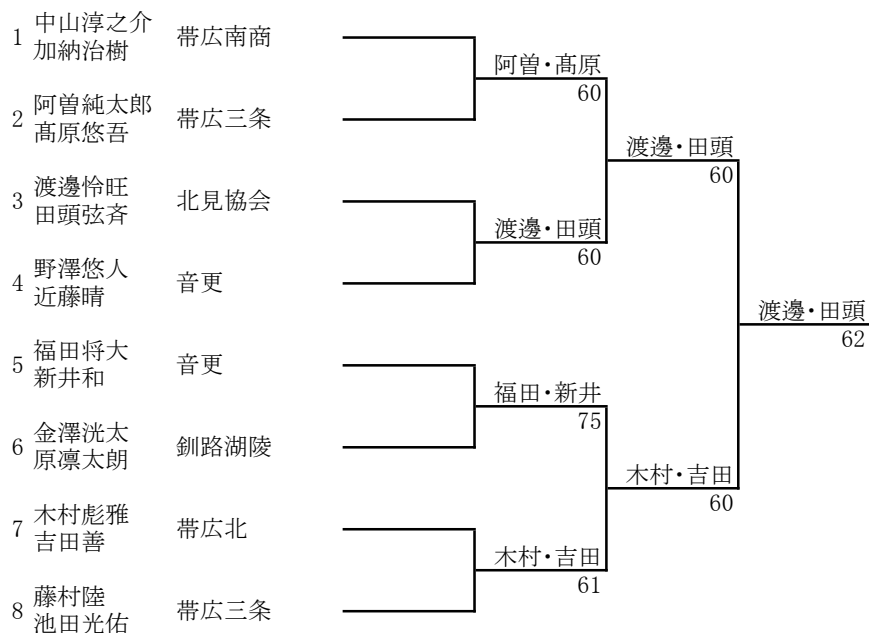 1 中山淳之介 加納治樹 帯広南商
2 阿曽純太郎 髙原悠吾 帯広三条
阿曽・髙原
60
3 渡邊怜旺 田頭弦斉 北見協会
4 野澤悠人 近藤晴 音更
渡邊・田頭
60
渡邊・田頭
60
5 福田将大 新井和 音更
6 金澤洸太 原凛太朗 釧路湖陵
福田・新井
75
7 木村彪雅 吉田善 帯広北
8 藤村陸 池田光佑 帯広三条
木村・吉田
61
木村・吉田
60
渡邊・田頭
62